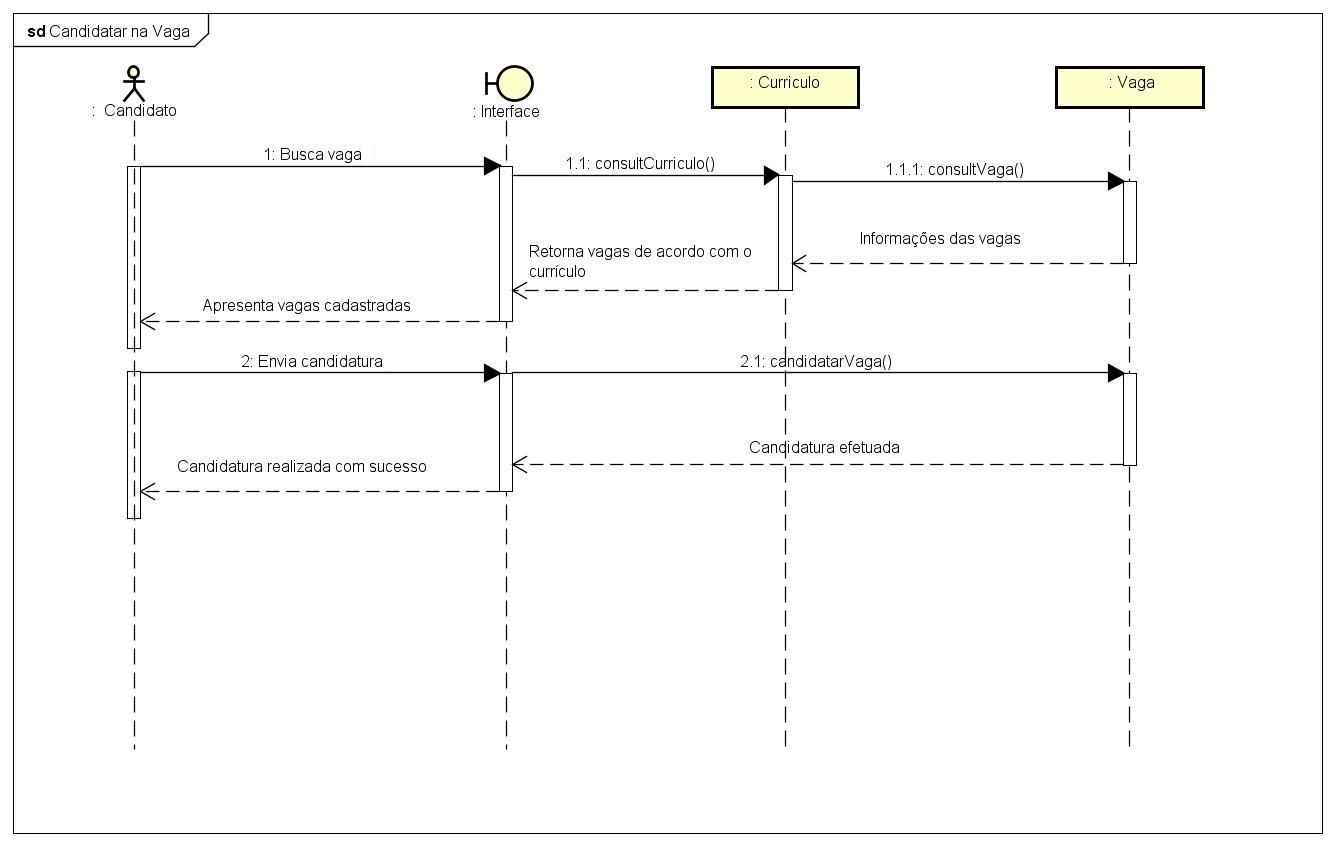 sd Candidatar na Vaga
: Candidato
: Interface
: Curriculo
: Vaga
1: Busca vaga
1.1: consultCurriculo()
1.1.1: consultVaga()
Informações das vagas
Retorna vagas de acordo com o
currículo
Apresenta vagas cadastradas
2: Envia candidatura
2.1: candidatarVaga()
Candidatura efetuada
Candidatura realizada com sucesso